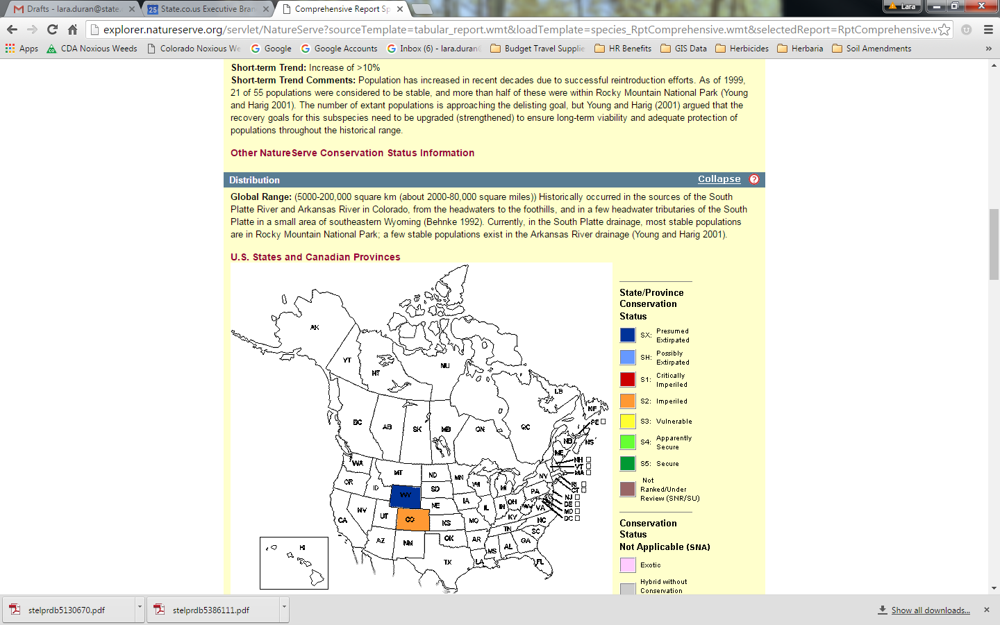 Drafts - lara.duran@state.
State.co.us Executive Bran
Comprehensive Report Sp
Lara
explorer.natureserve.org/servlet/NatureServe?sourceTemplate=tabular_report.wmt&loadTemplate=species_RptComprehensive.wmt&selectedReport=RptComprehensive.v
Apps
CDA Noxious Weeds
Colorado Noxious We
Google
Google Accounts
Inbox (6) - lara.duran
Budget Travel Supplie
HR Benefits
GIS Data
Herbicides
Herbaria
Soil Amendments
»
Short-term Trend: Increase of >10%
Short-term Trend Comments: Population has increased in recent decades due to successful reintroduction efforts. As of 1999,
21 of 55 populations were considered to be stable, and more than half of these were within Rocky Mountain National Park (Young
and Harig 2001). The number of extant populations is approaching the delisting goal, but Young and Harig (2001) argued that the
recovery goals for this subspecies need to be upgraded (strengthened) to ensure long-term viability and adequate protection of
populations throughout the historical range.
Other NatureServe Conservation Status Information
Distribution
Collapse
?
Global Range: (5000-200,000 square km (about 2000-80,000 square miles)) Historically occurred in the sources of the South
Platte River and Arkansas River in Colorado, from the headwaters to the foothills, and in a few headwater tributaries of the South
Platte in a small area of southeastern Wyoming (Behnke 1992). Currently, in the South Platte drainage, most stable populations
are in Rocky Mountain National Park; a few stable populations exist in the Arkansas River drainage (Young and Harig 2001).
U.S. States and Canadian Provinces
AK
YT
NT
NU
LB
NF
PE
BC
AB
SK
MB
ON
QC
NB
NS
ME
NH
VT
MA
RI
CT
NJ
DE
MD
DC
WA
MT
ND
MN
OR
ID
WY
SD
WI
MI
NY
PA
NV
UT
CO
NE
IA
IL
IN
OH
WV
VA
CA
KS
MO
KY
NC
AZ
NM
OK
AR
TN
SC
TX
LA
MS
AL
GA
FL
HI
State/Province
Conservation
Status
SX: Presumed
Extirpated
SH: Possibly
Extirpated
S1: Critically
Imperiled
S2: Imperiled
S3: Vulnerable
S4: Apparently
Secure
S5: Secure
Not
Ranked/Under
Review (SNR/SU)
Conservation
Status
Not Applicable (SNA)
Exotic
Hybrid without
Conservation
stelprdb5130670.pdf
stelprdb5386111.pdf
Show all downloads...